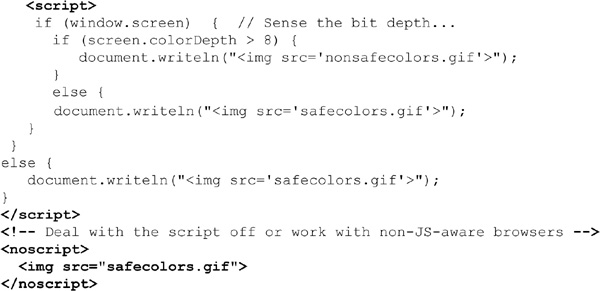 <script>
if (window.screen) { // Sense the bit depth...
if (screen.colorDepth > 8) {
document.writeln("<img src='nonsafecolors.gif'>");
}
else {
document.writeln("<img src='safecolors.gif'>");
}
}
else {
document.writeln("<img src='safecolors.gif'>");
}
</script>
<!-- Deal with the script off or work with non-JS-aware browsers -->
<noscript>
<img src="safecolors.gif">
</noscript>